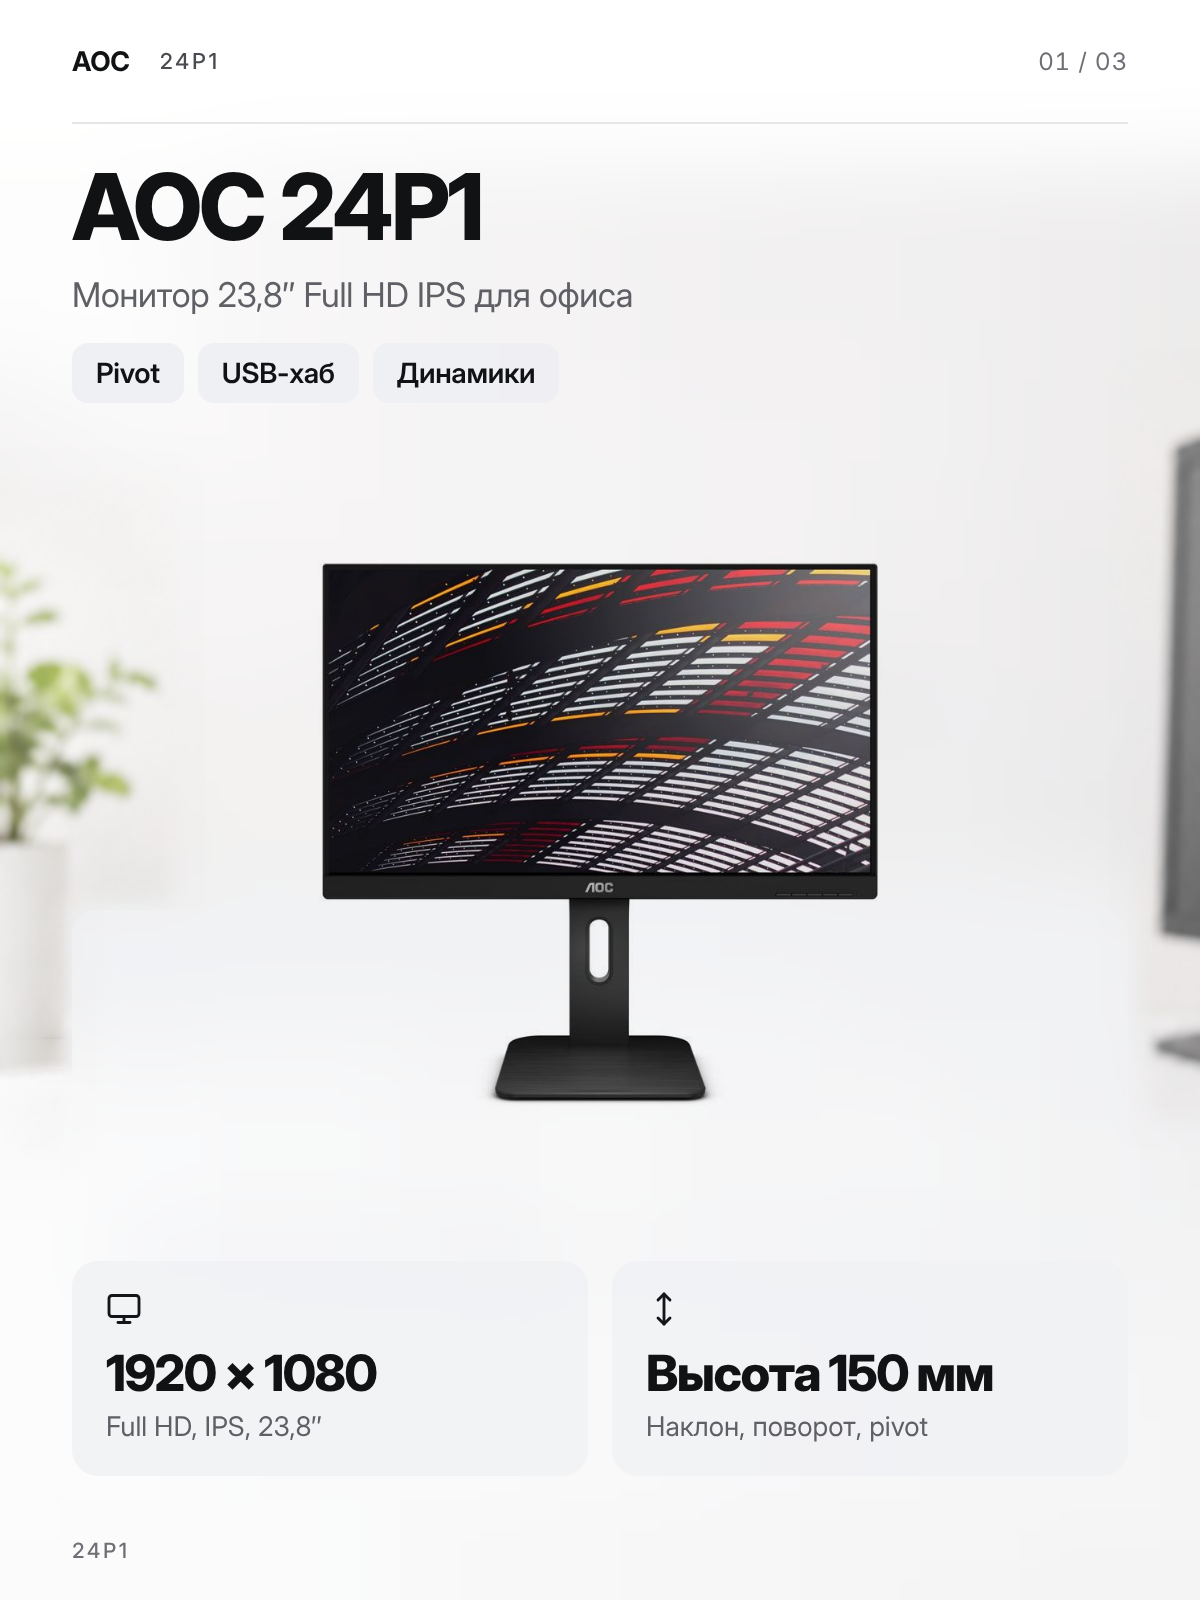 AOC 24P1
01 / 03
AOC 24P1
Монитор 23,8″ Full HD IPS для офиса
Pivot
USB-хаб
Динамики
AOC
1920 × 1080
Full HD, IPS, 23,8″
Высота 150 мм
Наклон, поворот, pivot
24P1